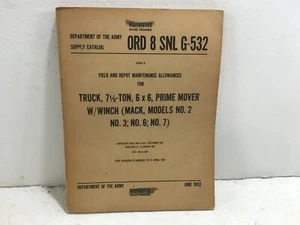 RESTRICTED
DEPARTMENT OF THE ARMY
SUPPLY CATALOG
ORD 8 SNL G-532
FIELD AND DEPOT MAINTENANCE ALLOWANCES
FOR
TRUCK, 7½-TON, 6 x 6, PRIME MOVER
W/WINCH (MACK, MODELS NO. 2
NO. 3; NO. 6; NO. 7)
DEPARTMENT OF THE ARMY
JUNE 1952